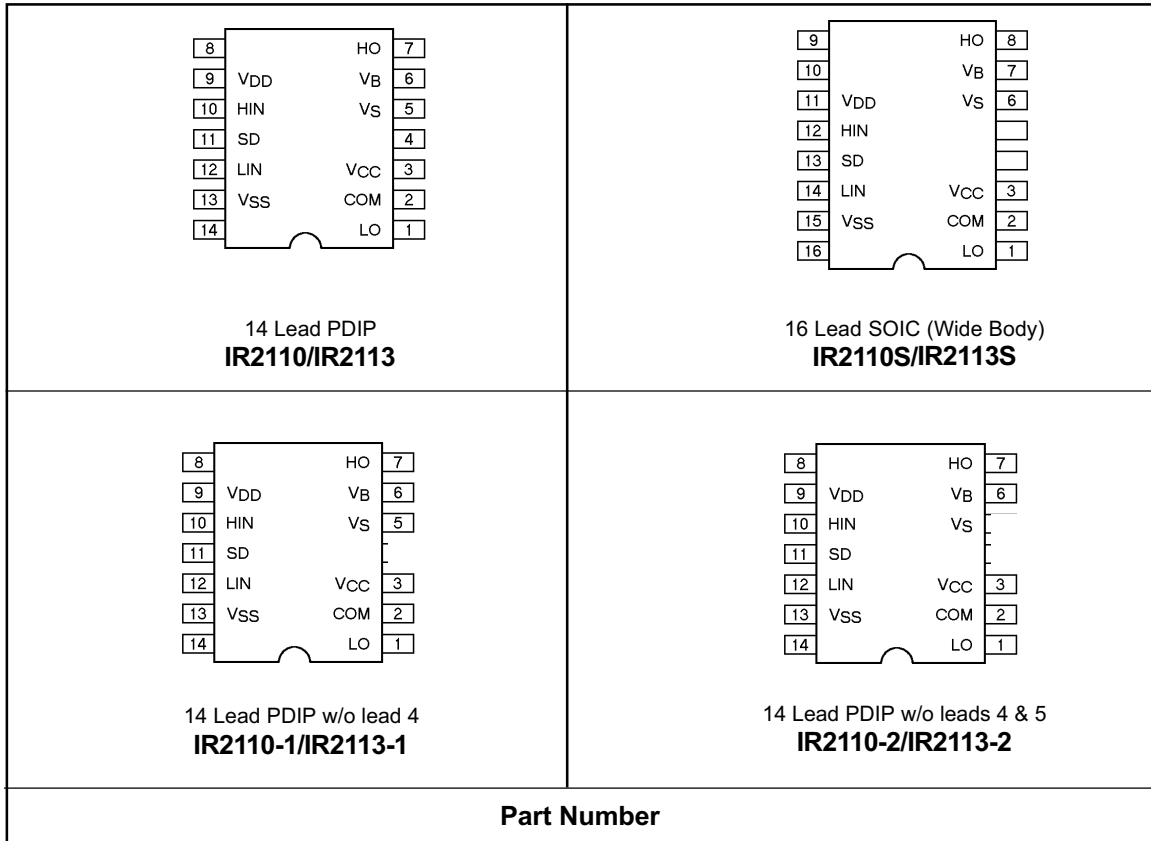 8 HO 7
9 VDD VB 6
10 HIN VS 5
11 SD 4
12 LIN VCC 3
13 VSS COM 2
14 LO 1
14 Lead PDIP
IR2110/IR2113
9 HO 8
10 VB 7
11 VDD VS 6
12 HIN
13 SD
14 LIN VCC 3
15 VSS COM 2
16 LO 1
16 Lead SOIC (Wide Body)
IR2110S/IR2113S
8 HO 7
9 VDD VB 6
10 HIN VS 5
11 SD
12 LIN VCC 3
13 VSS COM 2
14 LO 1
14 Lead PDIP w/o lead 4
IR2110-1/IR2113-1
8 HO 7
9 VDD VB 6
10 HIN VS
11 SD
12 LIN VCC 3
13 VSS COM 2
14 LO 1
14 Lead PDIP w/o leads 4 & 5
IR2110-2/IR2113-2
Part Number